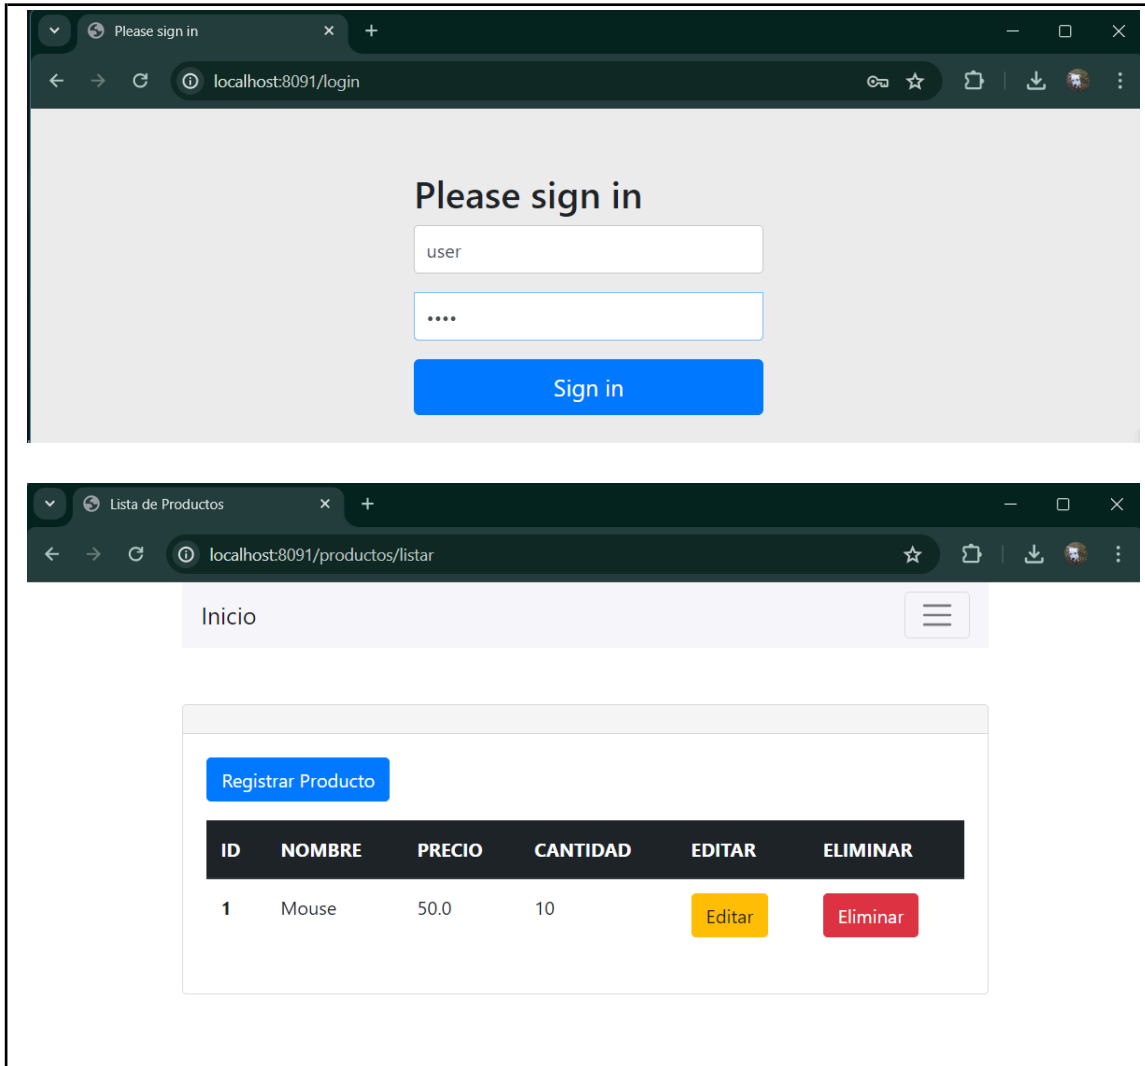 Please sign in
localhost:8091/login
Please sign in
user
••••
Sign in
Lista de Productos
localhost:8091/productos/listar
Inicio
Registrar Producto
ID NOMBRE PRECIO CANTIDAD EDITAR ELIMINAR
1 Mouse 50.0 10 Editar Eliminar